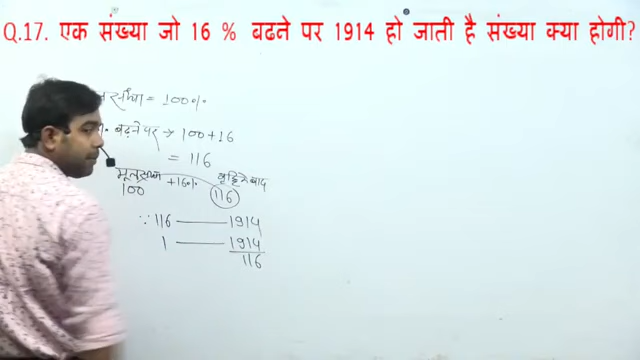 Q.17. एक संख्या जो 16 % बढने पर 1914 हो जाती है संख्या क्या होगी?
= 100%
बढ़ने पर → 100+16
= 116
मूल संख्या +16% वृद्धि के बाद
100 116
∵ 116 — 1914
1 — 1914
116